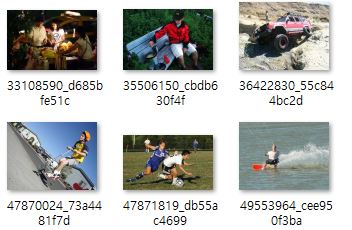 33108590_d685b
fe51c
35506150_cbdb6
30f4f
36422830_55c84
4bc2d
47870024_73a44
81f7d
47871819_db55a
c4699
49553964_cee95
0f3ba